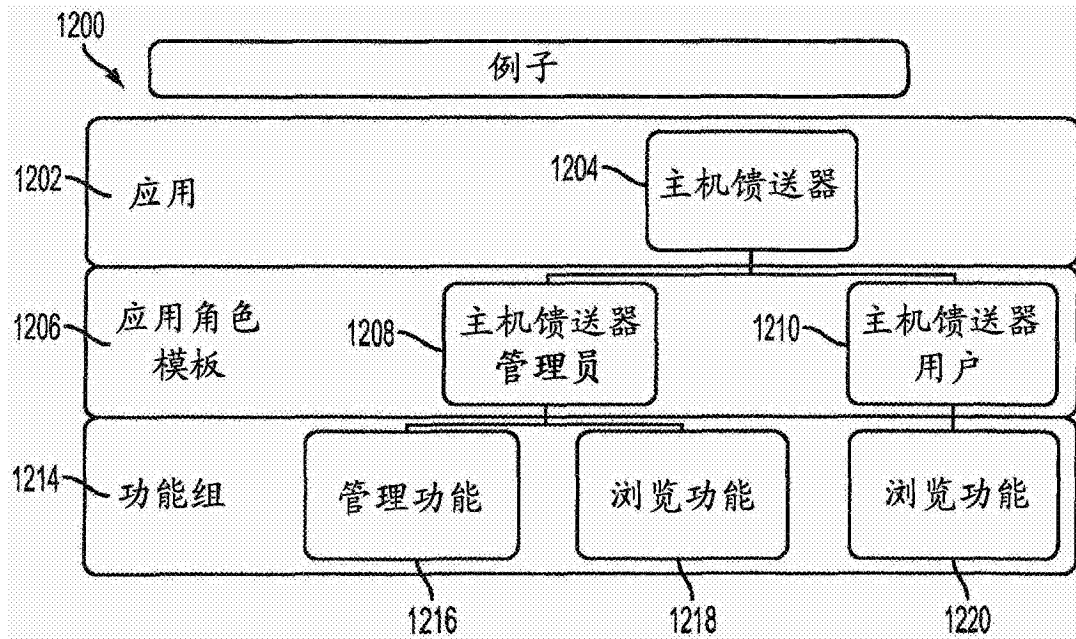 1200
例子
1202
应用
1204
主机馈送器
1206
应用角色
模板
1208
主机馈送器
管理员
1210
主机馈送器
用户
1214
功能组
管理功能
浏览功能
浏览功能
1216
1218
1220